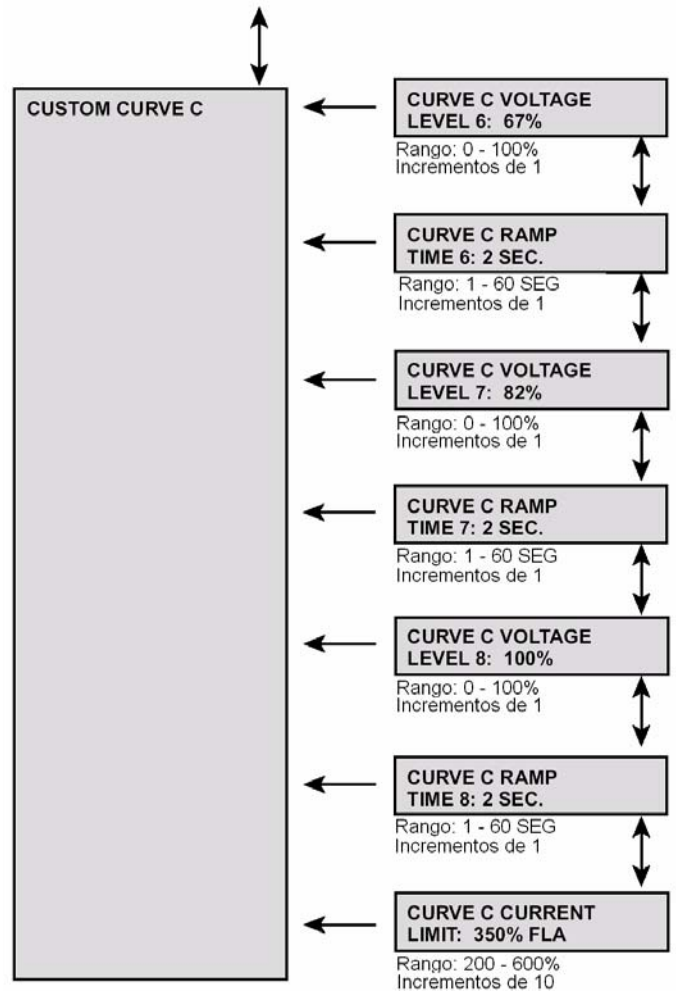 CUSTOM CURVE C
CURVE C VOLTAGE
LEVEL 6: 67%
Rango: 0 - 100%
Incrementos de 1
CURVE C RAMP
TIME 6: 2 SEC.
Rango: 1 - 60 SEG
Incrementos de 1
CURVE C VOLTAGE
LEVEL 7: 82%
Rango: 0 - 100%
Incrementos de 1
CURVE C RAMP
TIME 7: 2 SEC.
Rango: 1 - 60 SEG
Incrementos de 1
CURVE C VOLTAGE
LEVEL 8: 100%
Rango: 0 - 100%
Incrementos de 1
CURVE C RAMP
TIME 8: 2 SEC.
Rango: 1 - 60 SEG
Incrementos de 1
CURVE C CURRENT
LIMIT: 350% FLA
Rango: 200 - 600%
Incrementos de 10